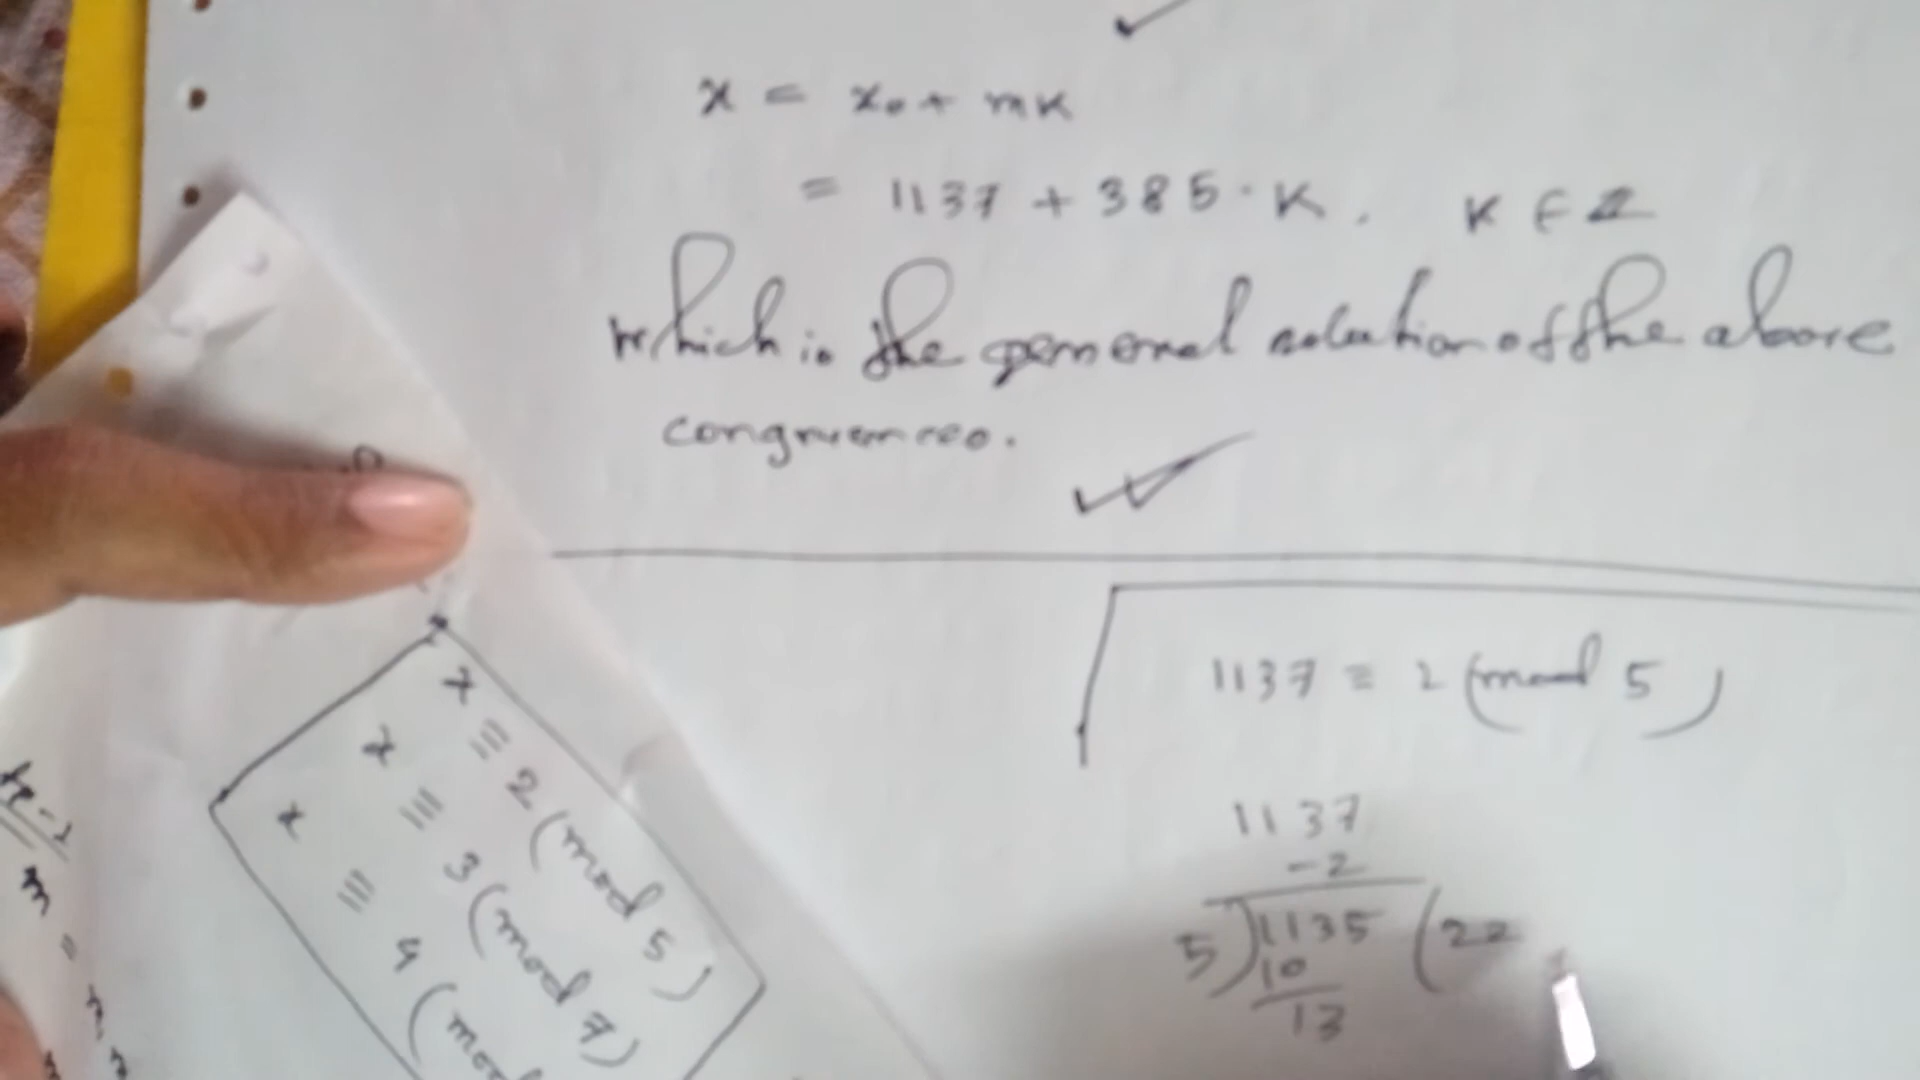 x = x₀ + mk
= 1137 + 385 · K, K ∈ Z
which is the general solution of the above
congruences.
1137 ≡ 2 (mod 5)
1137
-2
5)1135(22
10
13
x ≡ 2 (mod 5)
x ≡ 3 (mod 7)
x ≡ 4 (mod
m =